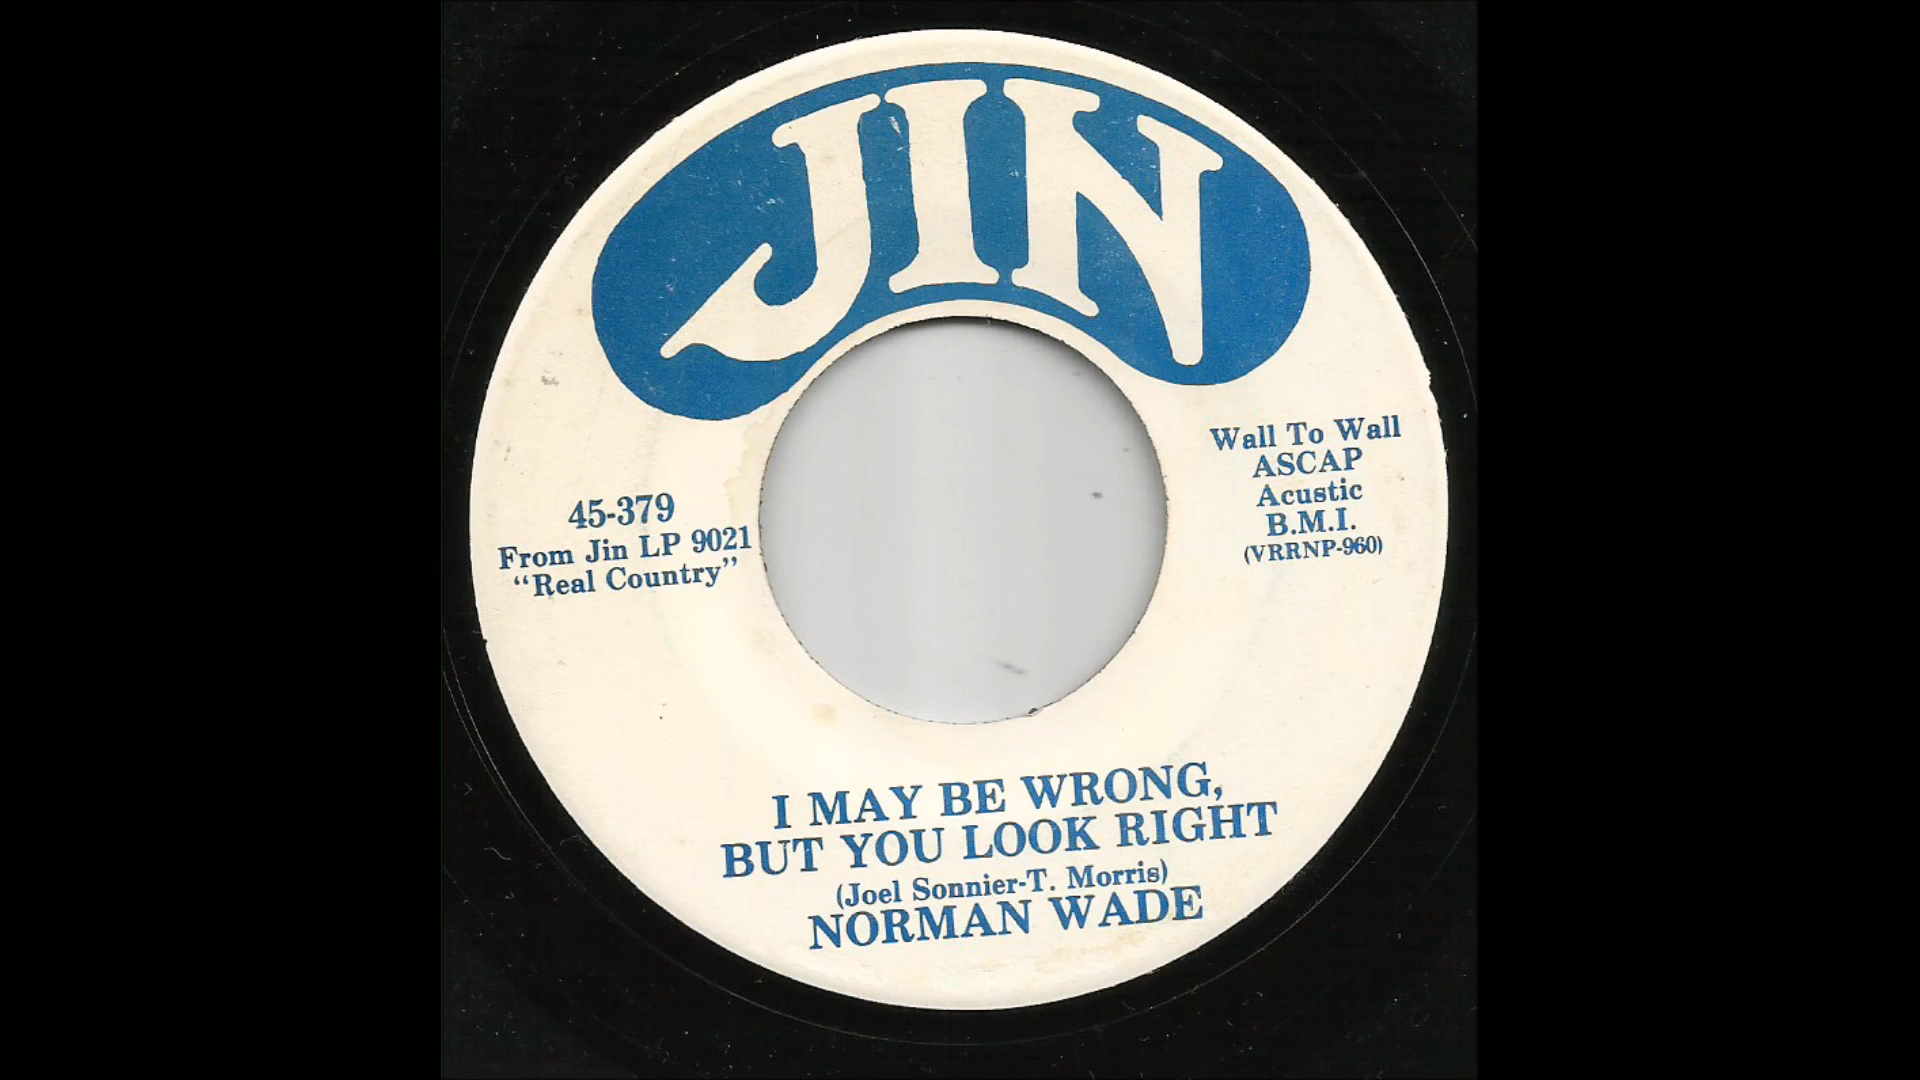 JIN
45-379
From Jin LP 9021
“Real Country”
Wall To Wall
ASCAP
Acustic
B.M.I.
(VRRNP-960)
I MAY BE WRONG,
BUT YOU LOOK RIGHT
(Joel Sonnier-T. Morris)
NORMAN WADE